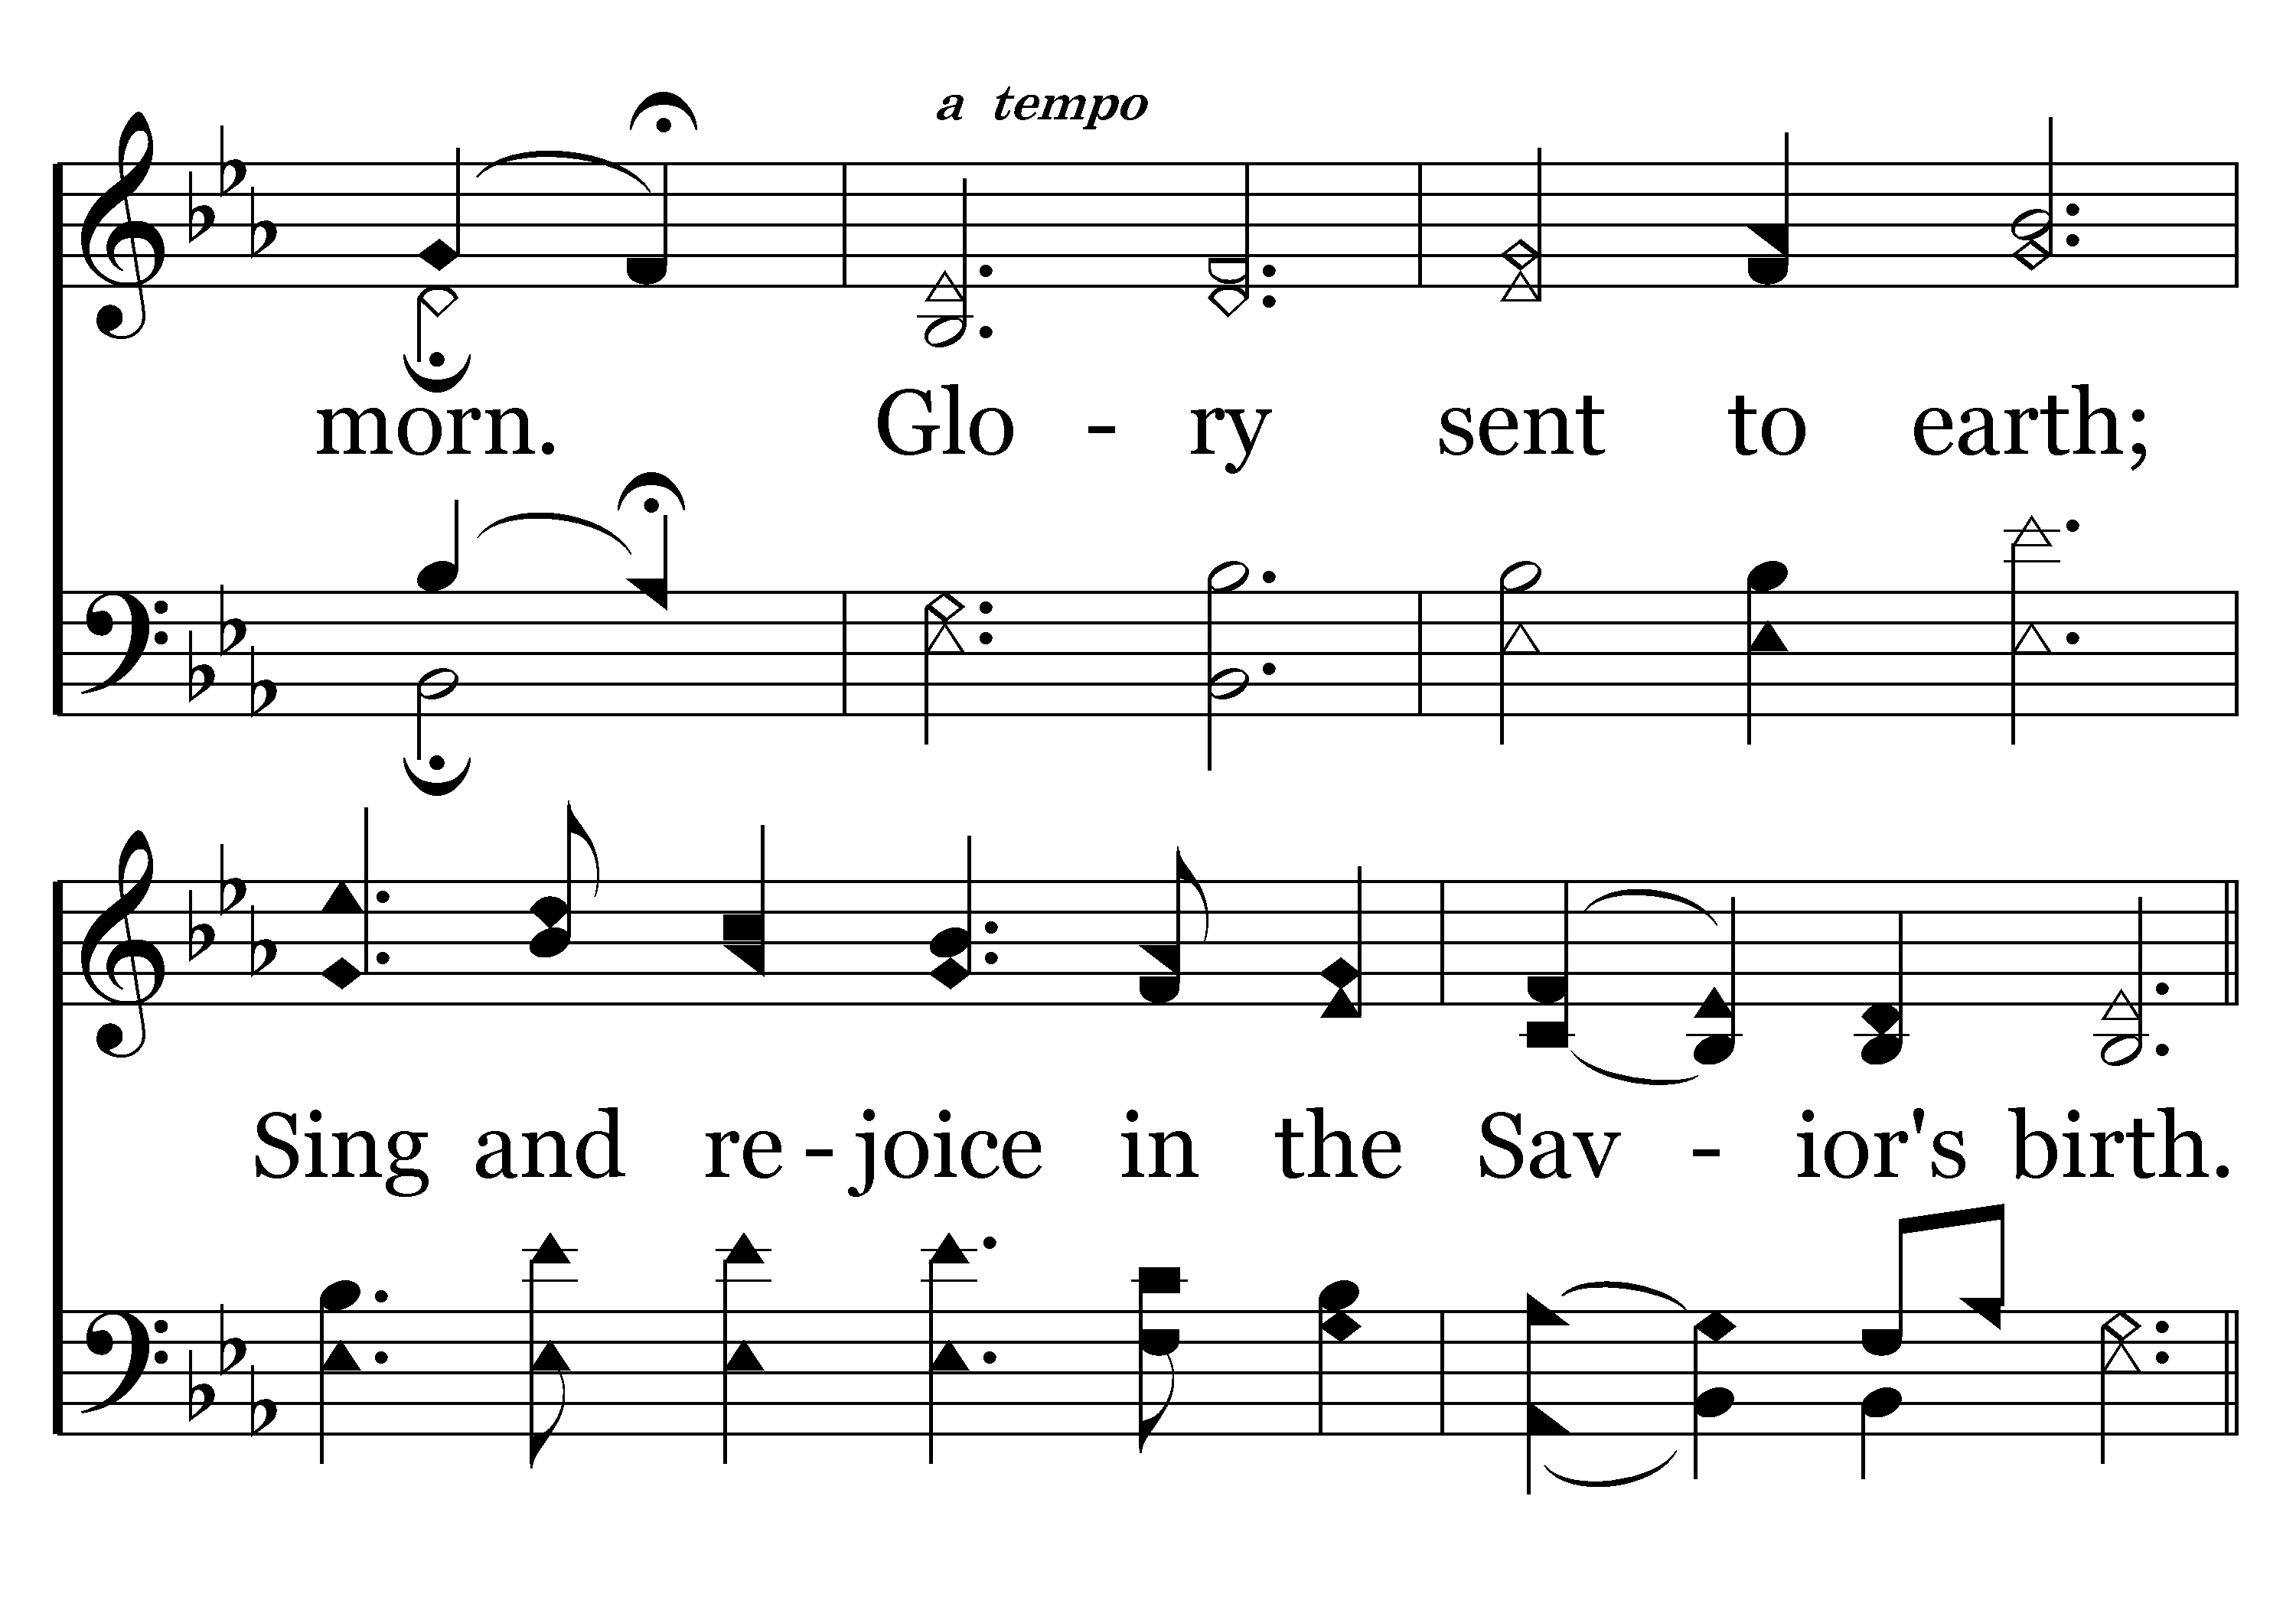 a tempo
morn. Glo - ry sent to earth;
Sing and re - joice in the Sav - ior's birth.